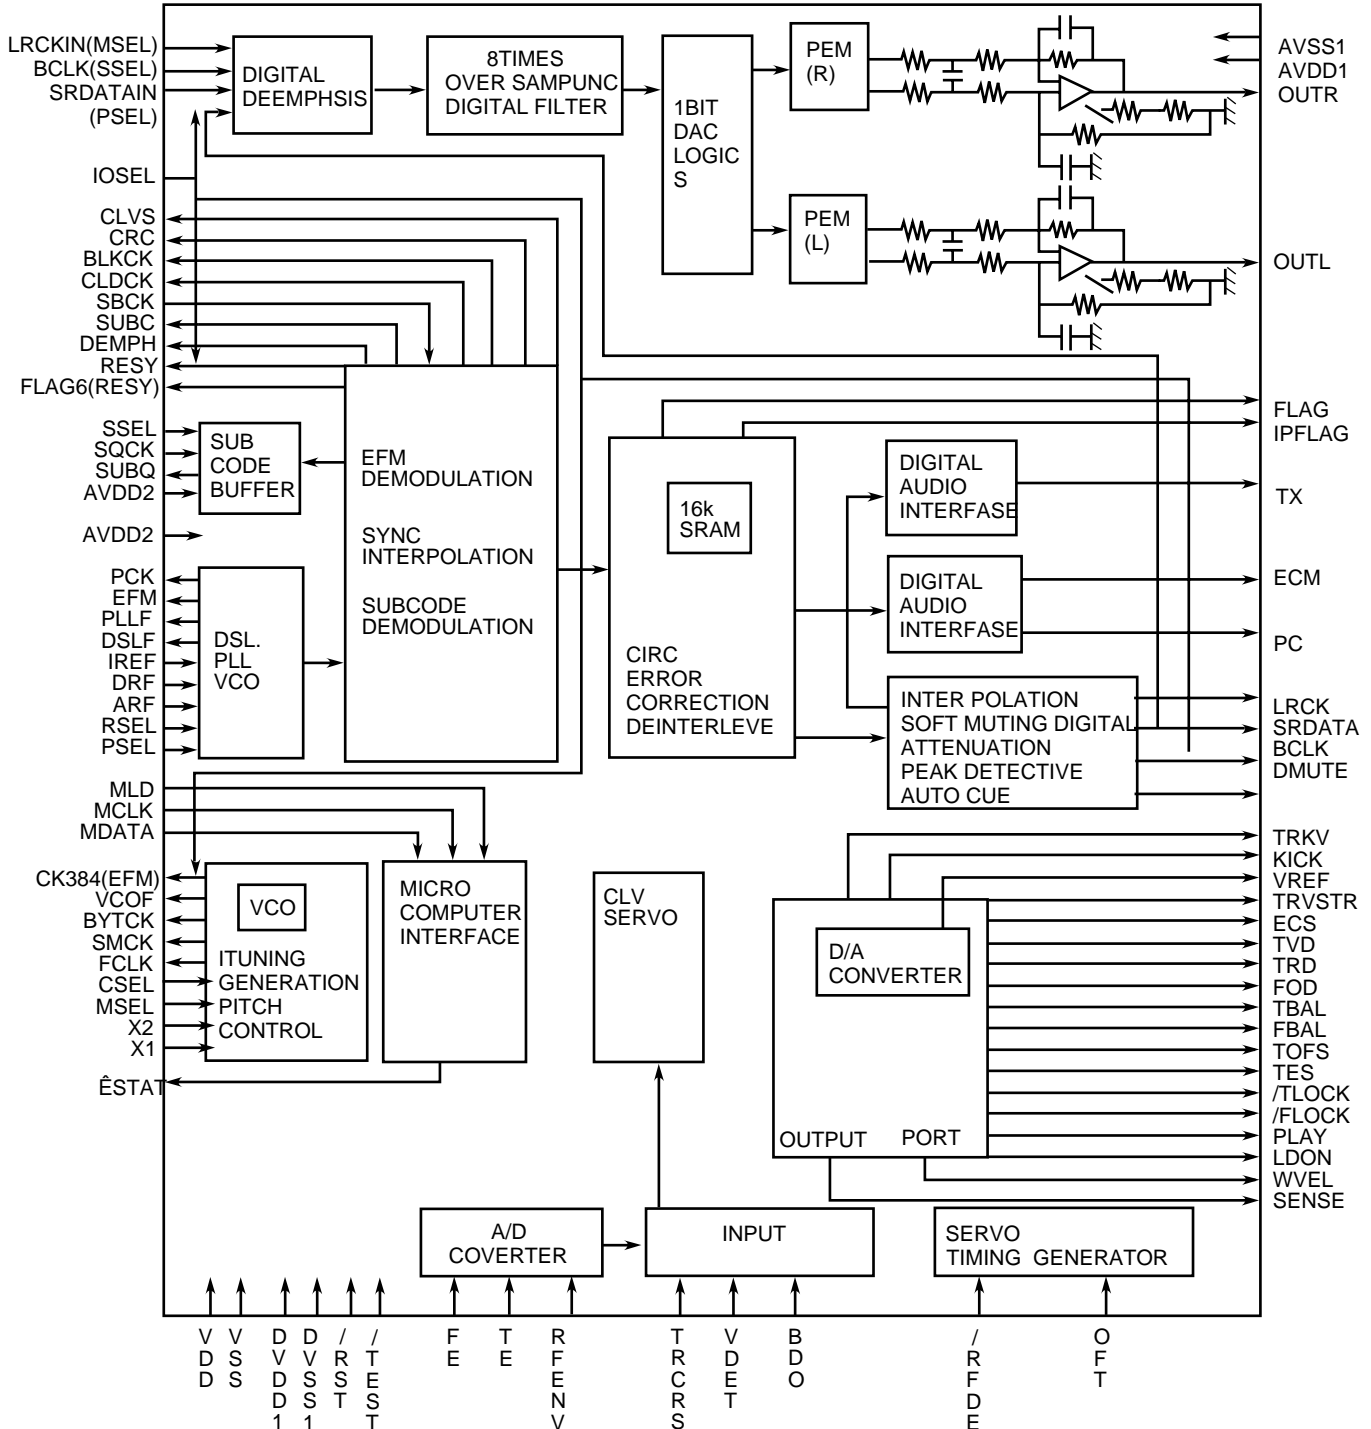 LRCKIN(MSEL)
BCLK(SSEL)
SRDATAIN
(PSEL)
IOSEL
CLVS
CRC
BLKCK
CLDCK
SBCK
SUBC
DEMPH
RESY
FLAG6(RESY)
SSEL
SQCK
SUBQ
AVDD2
AVDD2
PCK
EFM
PLLF
DSLF
IREF
DRF
ARF
RSEL
PSEL
MLD
MCLK
MDATA
CK384(EFM)
VCOF
BYTCK
SMCK
FCLK
CSEL
MSEL
X2
X1
ÊSTAT
DIGITAL
DEEMPHSIS
8TIMES
OVER SAMPUNC
DIGITAL FILTER
1BIT
DAC
LOGIC
S
PEM
(R)
PEM
(L)
SUB
CODE
BUFFER
EFM
DEMODULATION
SYNC
INTERPOLATION
SUBCODE
DEMODULATION
DSL.
PLL
VCO
16k
SRAM
CIRC
ERROR
CORRECTION
DEINTERLEVE
DIGITAL
AUDIO
INTERFASE
DIGITAL
AUDIO
INTERFASE
INTER POLATION
SOFT MUTING DIGITAL
ATTENUATION
PEAK DETECTIVE
AUTO CUE
VCO
ITUNING
GENERATION
PITCH
CONTROL
MICRO
COMPUTER
INTERFACE
CLV
SERVO
D/A
CONVERTER
OUTPUT PORT
A/D
COVERTER
INPUT
SERVO
TIMING GENERATOR
AVSS1
AVDD1
OUTR
OUTL
FLAG
IPFLAG
TX
ECM
PC
LRCK
SRDATA
BCLK
DMUTE
TRKV
KICK
VREF
TRVSTR
ECS
TVD
TRD
FOD
TBAL
FBAL
TOFS
TES
/TLOCK
/FLOCK
PLAY
LDON
WVEL
SENSE
VDD
VSS
DVDD1
DVSS1
/RST
/TEST
FE
TE
RFENV
TRCRS
VDET
BDO
/RFDE
OFT